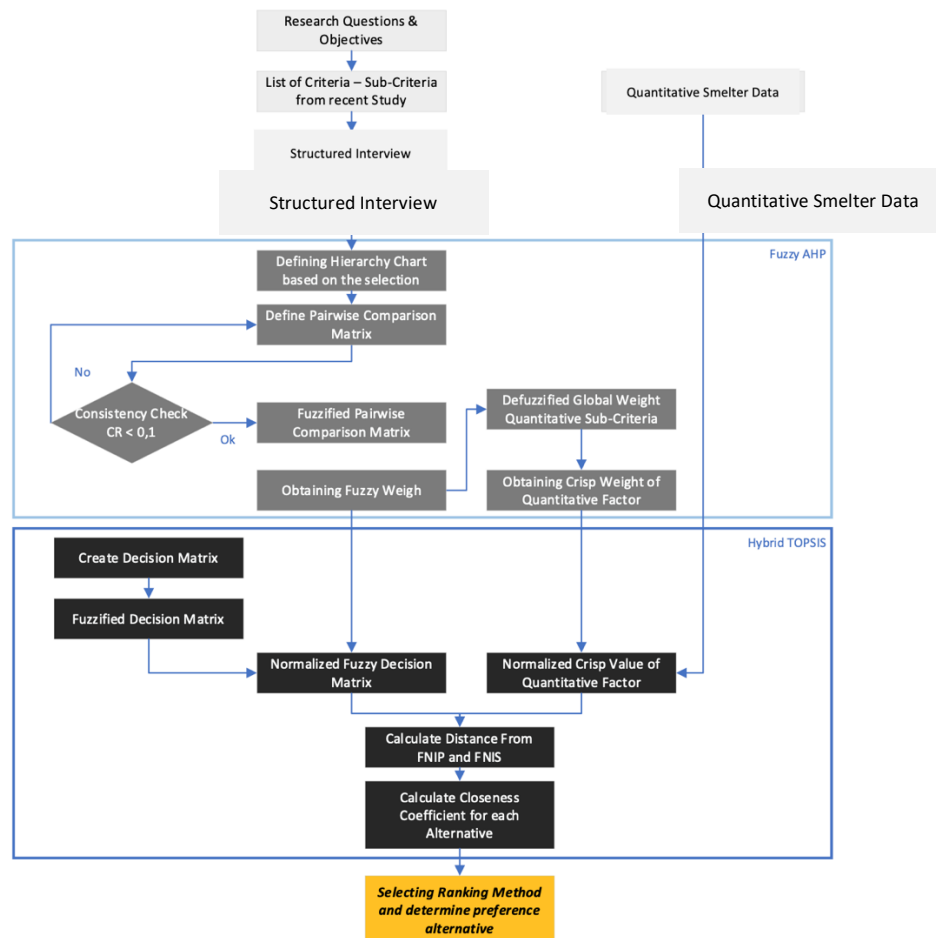 Research Questions &
Objectives
List of Criteria – Sub-Criteria
from recent Study
Quantitative Smelter Data
Structured Interview
Structured Interview
Quantitative Smelter Data
Fuzzy AHP
Defining Hierarchy Chart
based on the selection
Define Pairwise Comparison
Matrix
No
Consistency Check
CR < 0,1
Ok
Fuzzified Pairwise
Comparison Matrix
Defuzzified Global Weight
Quantitative Sub-Criteria
Obtaining Fuzzy Weigh
Obtaining Crisp Weight of
Quantitative Factor
Hybrid TOPSIS
Create Decision Matrix
Fuzzified Decision Matrix
Normalized Fuzzy Decision
Matrix
Normalized Crisp Value of
Quantitative Factor
Calculate Distance From
FNIP and FNIS
Calculate Closeness
Coefficient for each
Alternative
Selecting Ranking Method
and determine preference
alternative